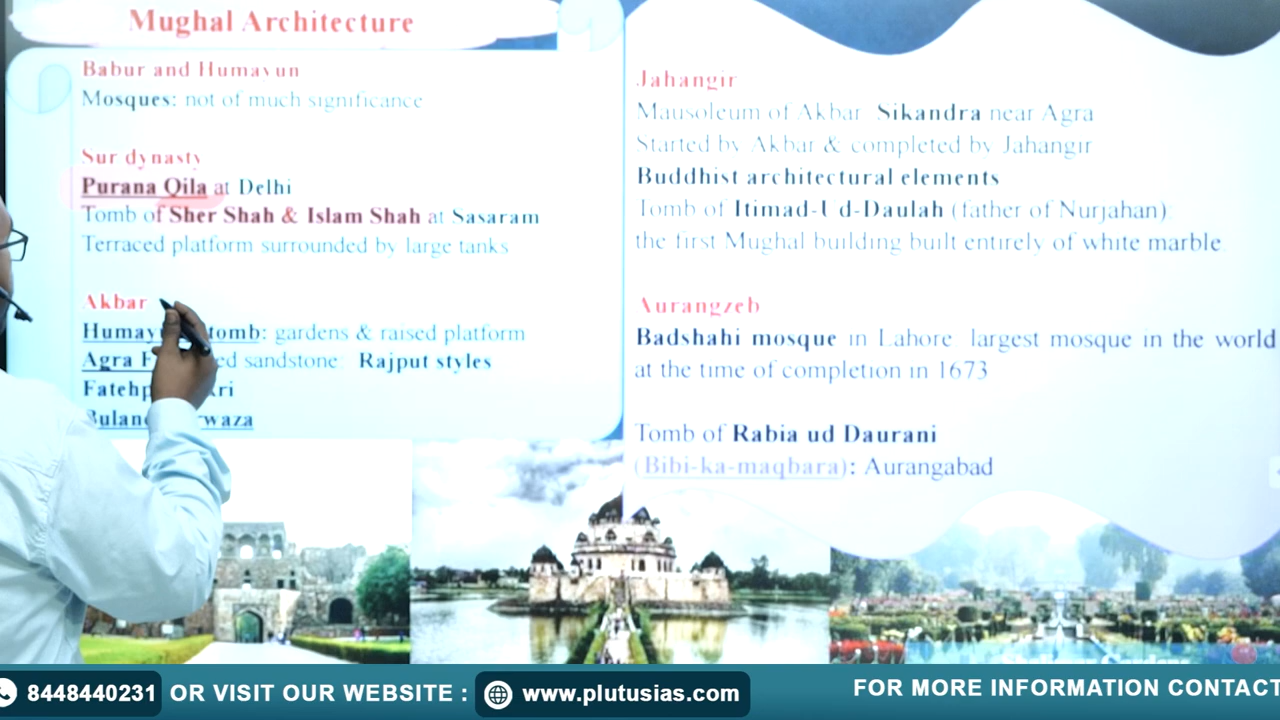 Mughal Architecture
Babur and Humayun
Mosques: not of much significance
Sur dynasty
Purana Qila at Delhi
Tomb of Sher Shah & Islam Shah at Sasaram
Terraced platform surrounded by large tanks
Akbar
tomb: gardens & raised platform
Agra sandstone Rajput styles
Jahangir
Mausoleum of Akbar Sikandra near Agra
Started by Akbar & completed by Jahangir
Buddhist architectural elements
Tomb of Itimad-Ud-Daulah (father of Nurjahan)
the first Mughal building built entirely of white marble
Aurangzeb
Badshahi mosque in Lahore largest mosque in the world
at the time of completion in 1673
Tomb of Rabia ud Daurani
(Bibi-ka-maqbara): Aurangabad
8448440231 OR VISIT OUR WEBSITE : www.plutusias.com FOR MORE INFORMATION CONTACT